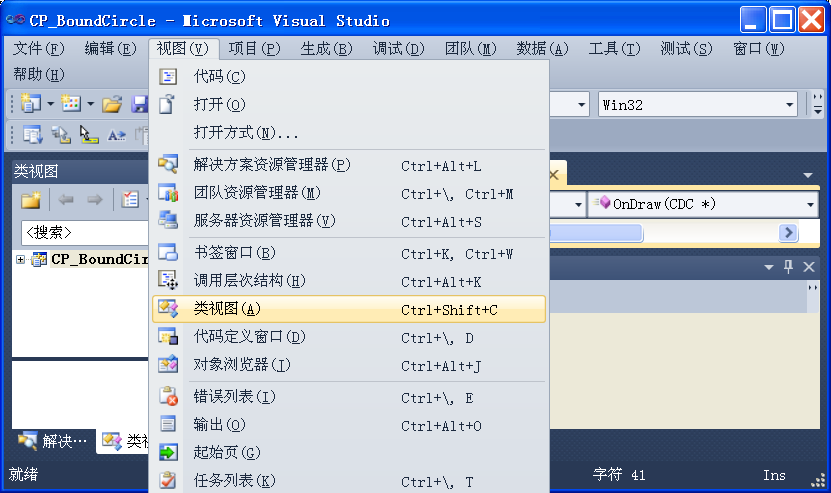 CP_BoundCircle - Microsoft Visual Studio
文件(F) 编辑(E) 视图(V) 项目(P) 生成(B) 调试(D) 团队(M) 数据(A) 工具(T) 测试(S) 窗口(W)
帮助(H)
Win32
类视图
<搜索>
CP_BoundCir
代码(C)
打开(O)
打开方式(N)...
解决方案资源管理器(P) Ctrl+Alt+L
团队资源管理器(M) Ctrl+\, Ctrl+M
服务器资源管理器(V) Ctrl+Alt+S
书签窗口(B) Ctrl+K, Ctrl+W
调用层次结构(H) Ctrl+Alt+K
类视图(A) Ctrl+Shift+C
代码定义窗口(D) Ctrl+\, D
对象浏览器(J) Ctrl+Alt+J
错误列表(I) Ctrl+\, E
输出(O) Ctrl+Alt+O
起始页(G)
任务列表(K) Ctrl+\, T
OnDraw(CDC *)
解决… 类
就绪
字符 41
Ins